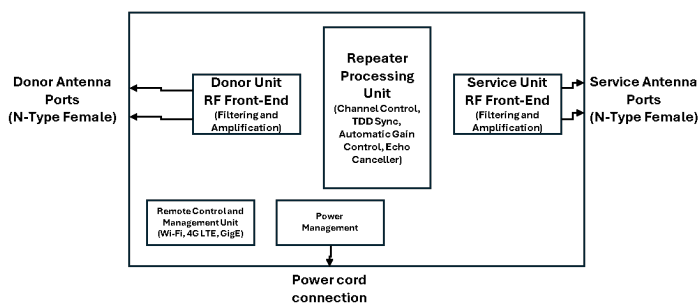 Donor Antenna
Ports
(N-Type Female)
Donor Unit
RF Front-End
(Filtering and
Amplification)
Repeater
Processing
Unit
(Channel Control,
TDD Sync,
Automatic Gain
Control, Echo
Canceller)
Service Unit
RF Front-End
(Filtering and
Amplification)
Service Antenna
Ports
(N-Type Female)
Remote Control and
Management Unit
(Wi-Fi, 4G LTE, GigE)
Power
Management
Power cord
connection